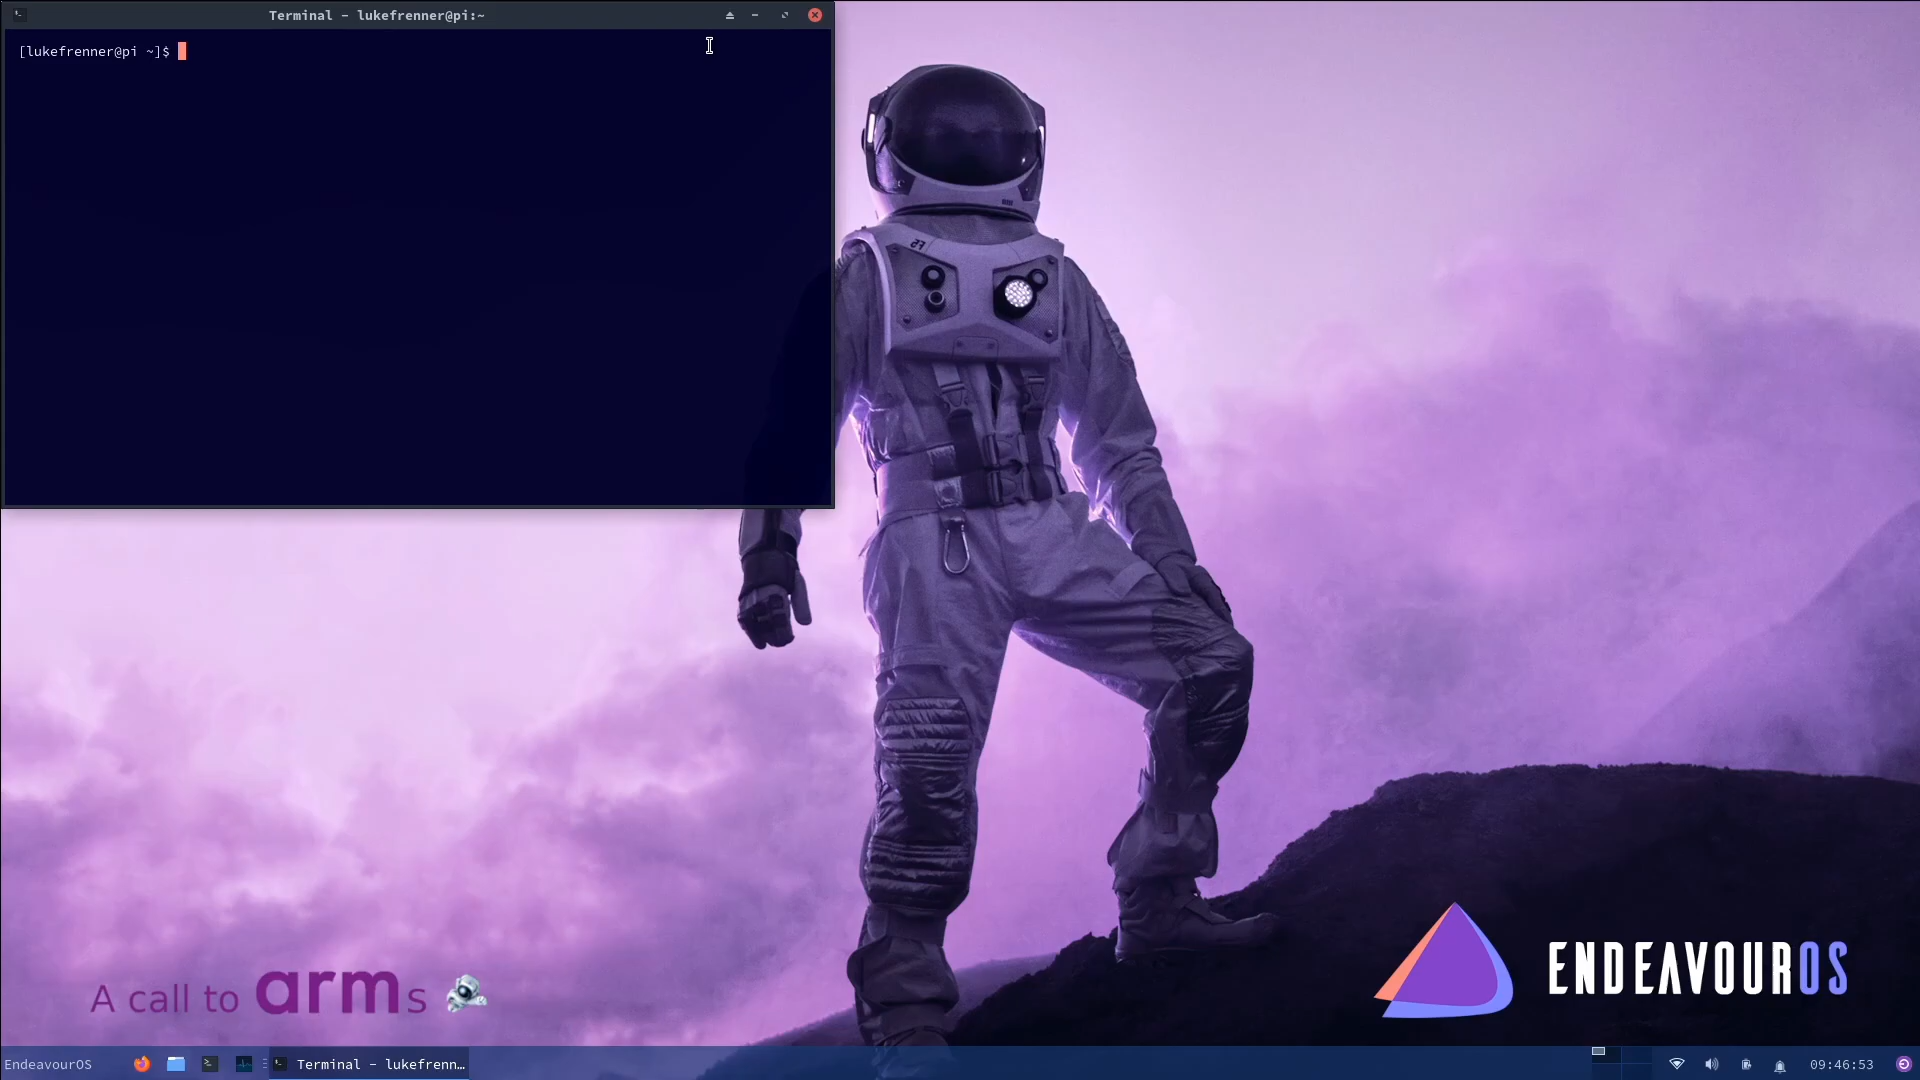 Terminal - lukefrenner@pi:~
[lukefrenner@pi ~]$
A call to arms
ENDEAVOUROS
EndeavourOS
Terminal - lukefrenn…
09:46:53